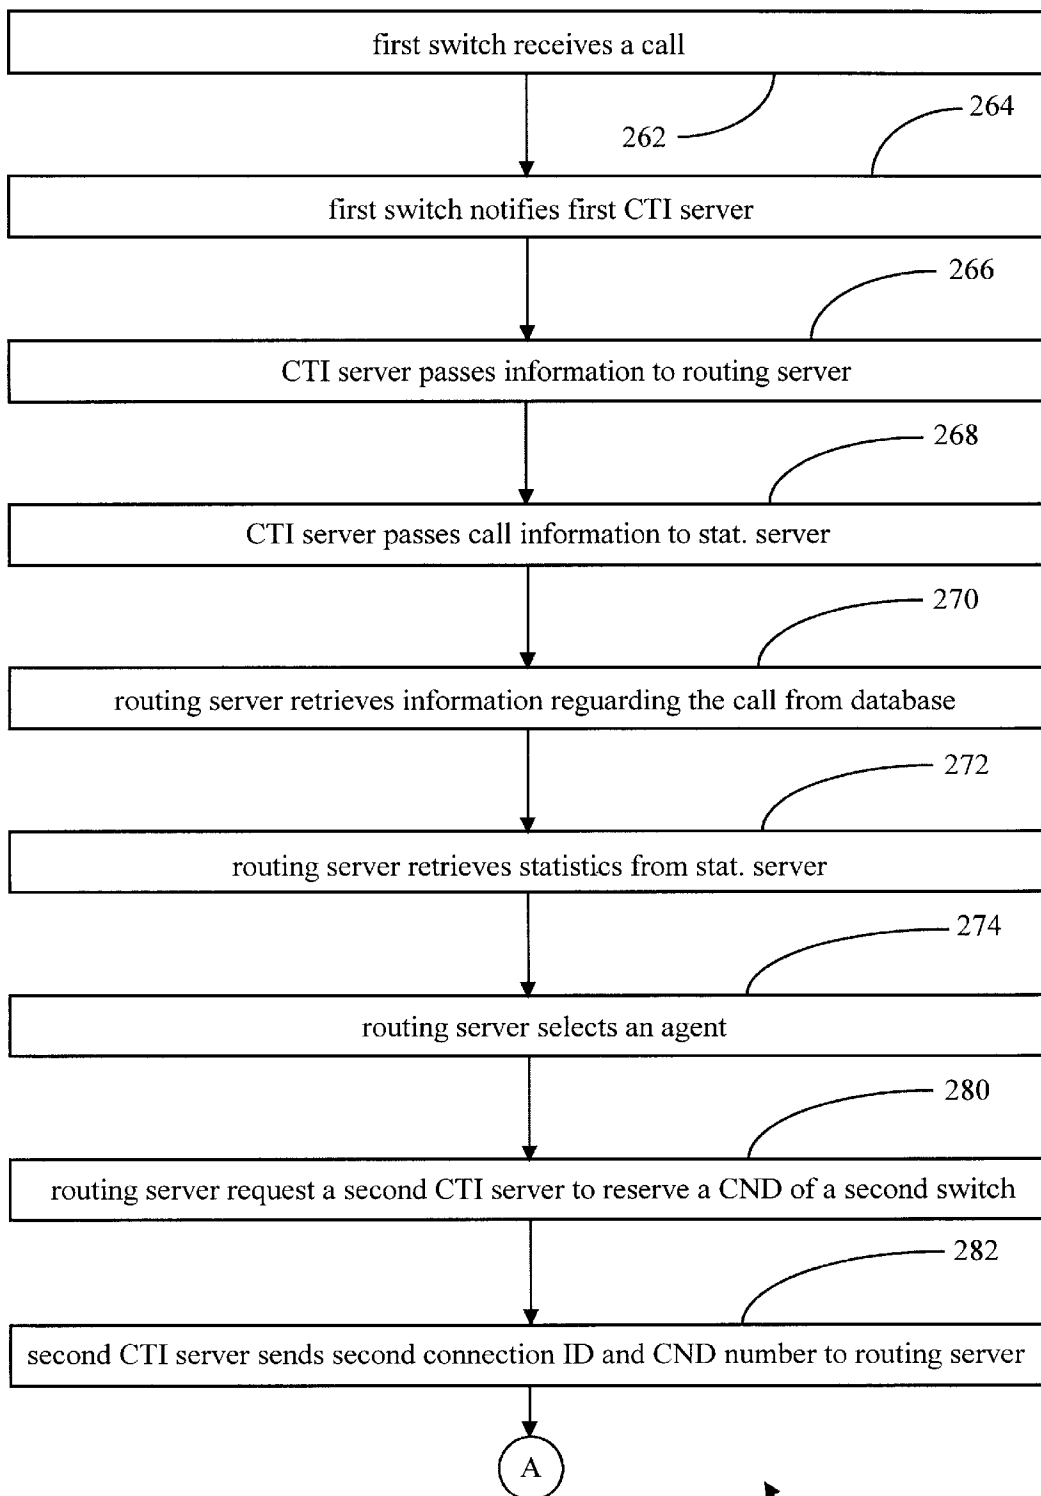 first switch receives a call
262
264
first switch notifies first CTI server
266
CTI server passes information to routing server
268
CTI server passes call information to stat. server
270
routing server retrieves information reguarding the call from database
272
routing server retrieves statistics from stat. server
274
routing server selects an agent
280
routing server request a second CTI server to reserve a CND of a second switch
282
second CTI server sends second connection ID and CND number to routing server
A